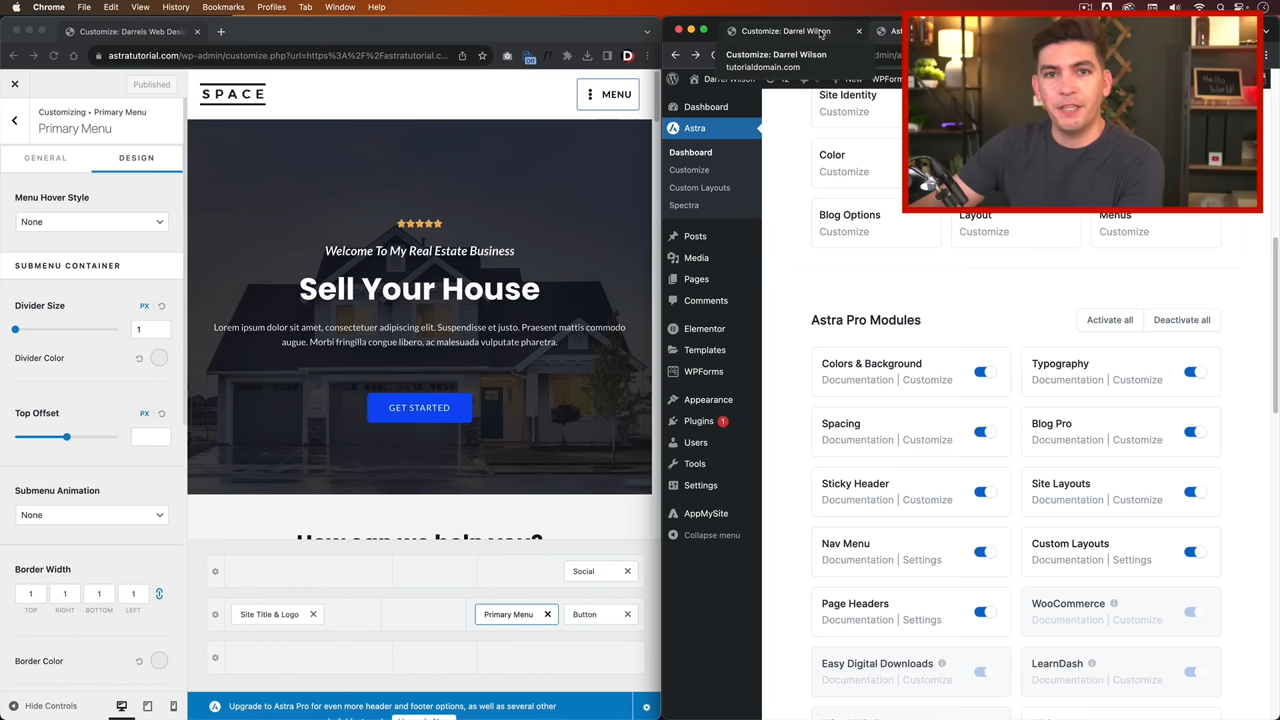 Chrome File Edit View History Bookmarks Profiles Tab Window Help
Customize: Darrels Web Desi
astratutorial.com/wp-admin/customize.php?url=https%3A%2F%2Fastratutorial.c...
Published
Customizing ▸ Primary Menu
Primary Menu
GENERAL
DESIGN
Menu Hover Style
None
SUBMENU CONTAINER
Divider Size
PX
1
Divider Color
Top Offset
PX
Submenu Animation
None
Border Width
1 1 1 1
TOP RIGHT BOTTOM LEFT
Border Color
Hide Controls
SPACE
MENU
Welcome To My Real Estate Business
Sell Your House
Lorem ipsum dolor sit amet, consectetuer adipiscing elit. Suspendisse et justo. Praesent mattis commodo
augue. Morbi fringilla congue libero, ac malesuada vulputate pharetra.
GET STARTED
How can we help you?
Social
Site Title & Logo
Primary Menu
Button
Upgrade to Astra Pro for even more header and footer options, as well as several other
Customize: Darrel Wilson
Customize: Darrel Wilson
tutorialdomain.com
Dashboard
Astra
Dashboard
Customize
Custom Layouts
Spectra
Posts
Media
Pages
Comments
Elementor
Templates
WPForms
Appearance
Plugins 1
Users
Tools
Settings
AppMySite
Collapse menu
Site Identity
Customize
Color
Customize
Blog Options
Customize
Layout
Customize
Menus
Customize
Hello
World!
Astra Pro Modules
Activate all
Deactivate all
Colors & Background
Documentation | Customize
Typography
Documentation | Customize
Spacing
Documentation | Customize
Blog Pro
Documentation | Customize
Sticky Header
Documentation | Customize
Site Layouts
Documentation | Customize
Nav Menu
Documentation | Settings
Custom Layouts
Documentation | Settings
Page Headers
Documentation | Settings
WooCommerce
Documentation | Customize
Easy Digital Downloads
Documentation | Customize
LearnDash
Documentation | Customize